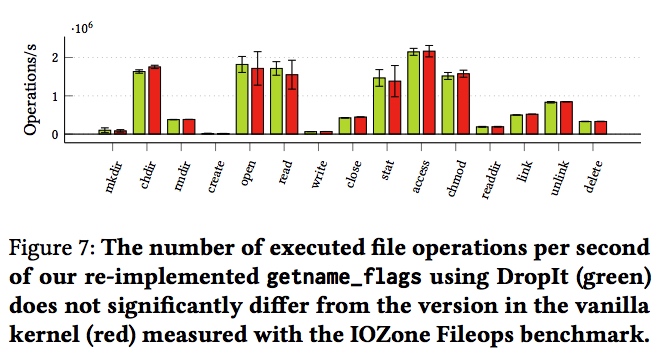 ·10⁶
Operations/s
2
1
0
mkdir
chdir
rmdir
create
open
read
write
close
stat
access
chmod
readdir
link
unlink
delete
Figure 7: The number of executed file operations per second
of our re-implemented getname_flags using DropIt (green)
does not significantly differ from the version in the vanilla
kernel (red) measured with the IOZone Fileops benchmark.